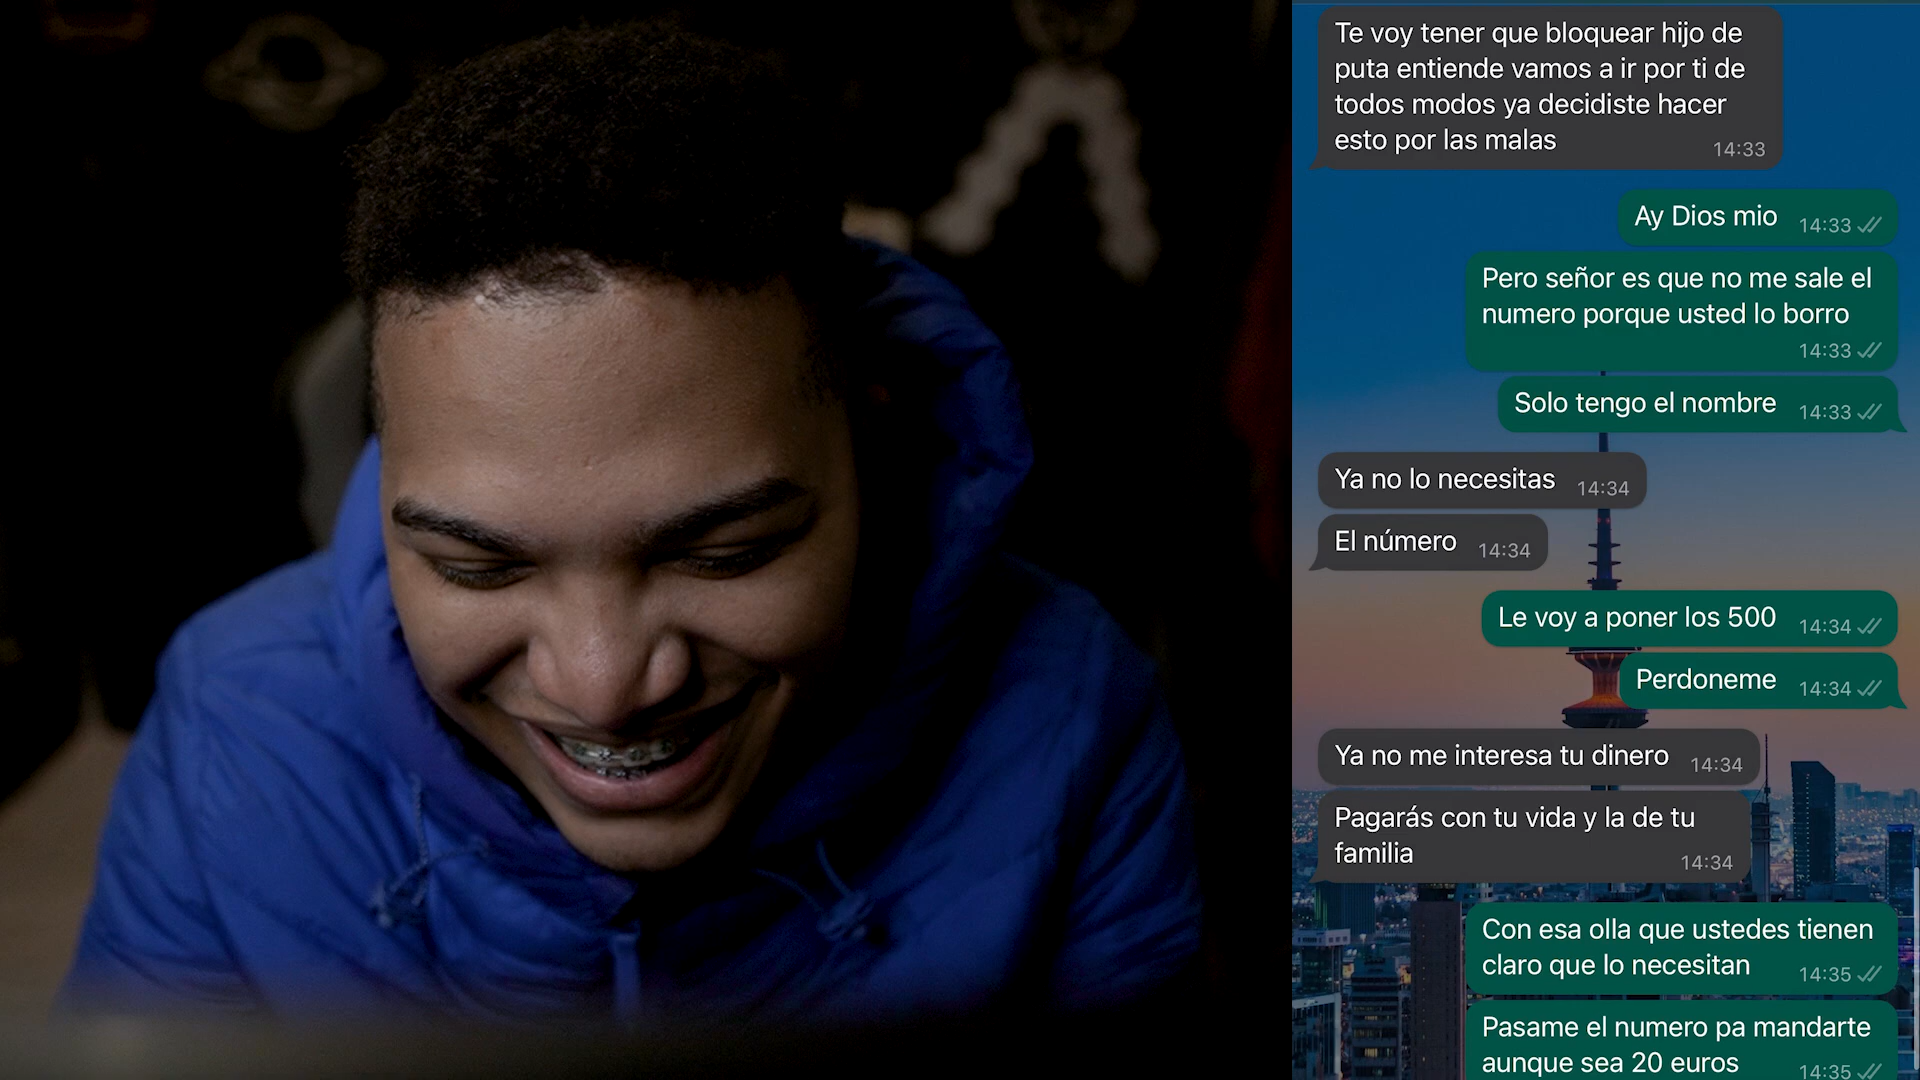 Te voy tener que bloquear hijo de
puta entiende vamos a ir por ti de
todos modos ya decidiste hacer
esto por las malas
14:33
Ay Dios mio 14:33
Pero señor es que no me sale el
numero porque usted lo borro
14:33
Solo tengo el nombre 14:33
Ya no lo necesitas 14:34
El número 14:34
Le voy a poner los 500 14:34
Perdoneme 14:34
Ya no me interesa tu dinero 14:34
Pagarás con tu vida y la de tu
familia
14:34
Con esa olla que ustedes tienen
claro que lo necesitan 14:35
Pasame el numero pa mandarte
aunque sea 20 euros 14:35